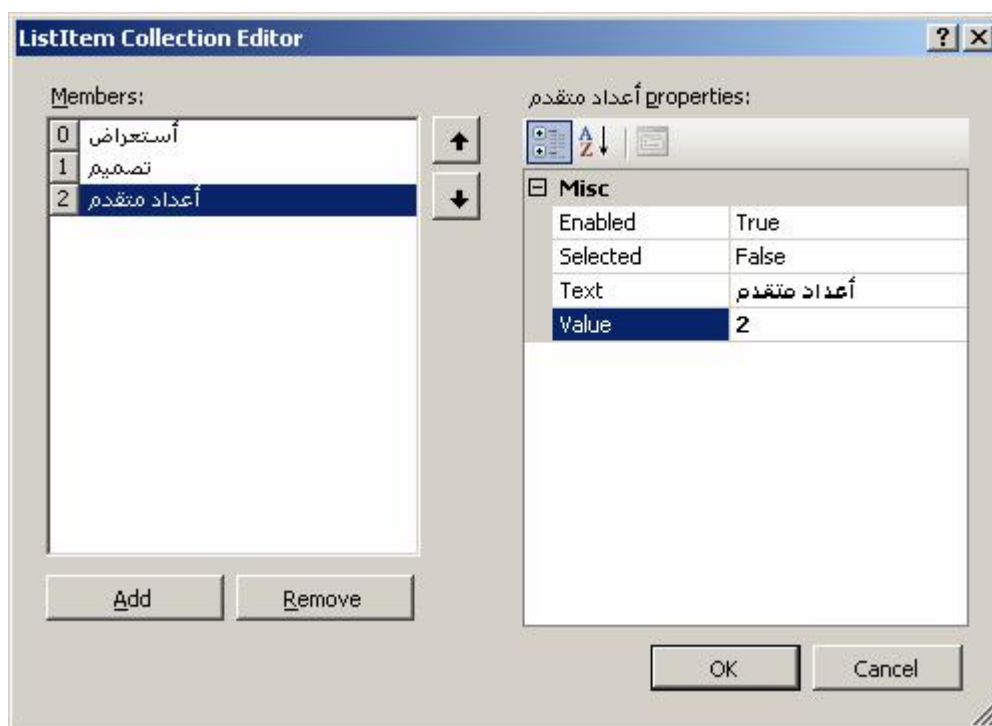 ListItem Collection Editor
Members:
0 أستعراض
1 تصميم
2 أعداد متقدم
أعداد متقدم properties:
Misc
Enabled True
Selected False
Text أعداد متقدم
Value 2
Add Remove
OK Cancel